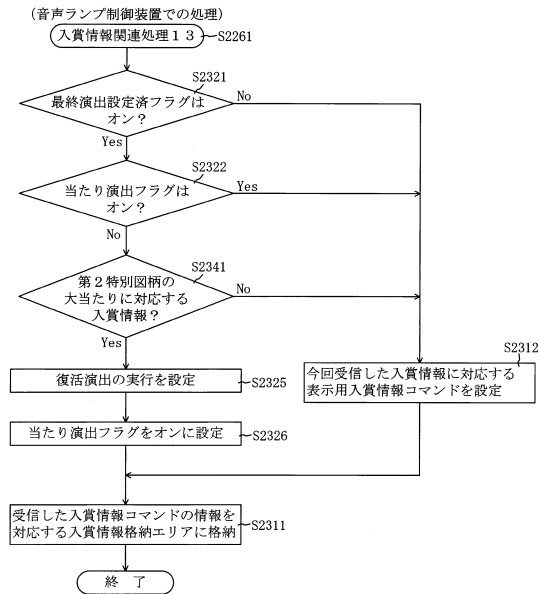 (音声ランプ制御装置での処理)
入賞情報関連処理13
S2261
S2321
最終演出設定済フラグは
オン?
No
Yes
S2322
当たり演出フラグは
オン?
Yes
No
S2341
第2特別図柄の
大当たりに対応する
入賞情報?
No
Yes
S2312
今回受信した入賞情報に対応する
表示用入賞情報コマンドを設定
復活演出の実行を設定
S2325
当たり演出フラグをオンに設定
S2326
受信した入賞情報コマンドの情報を
対応する入賞情報格納エリアに格納
S2311
終 了